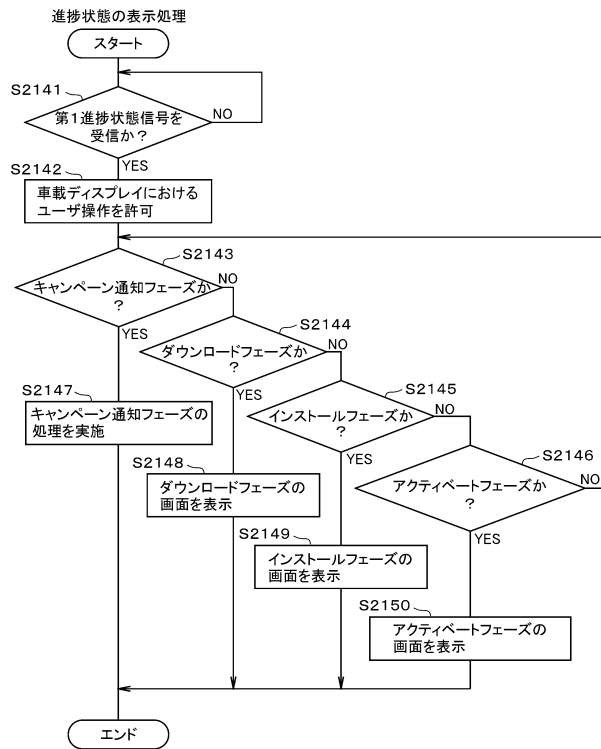 進捗状態の表示処理
スタート
S2141
第1進捗状態信号を
受信か?
NO
YES
S2142
車載ディスプレイにおける
ユーザ操作を許可
S2143
キャンペーン通知フェーズか
?
NO
YES
S2144
ダウンロードフェーズか
?
NO
YES
S2145
インストールフェーズか
?
NO
YES
S2146
アクティベートフェーズか
?
NO
YES
S2147
キャンペーン通知フェーズの
処理を実施
S2148
ダウンロードフェーズの
画面を表示
S2149
インストールフェーズの
画面を表示
S2150
アクティベートフェーズの
画面を表示
エンド